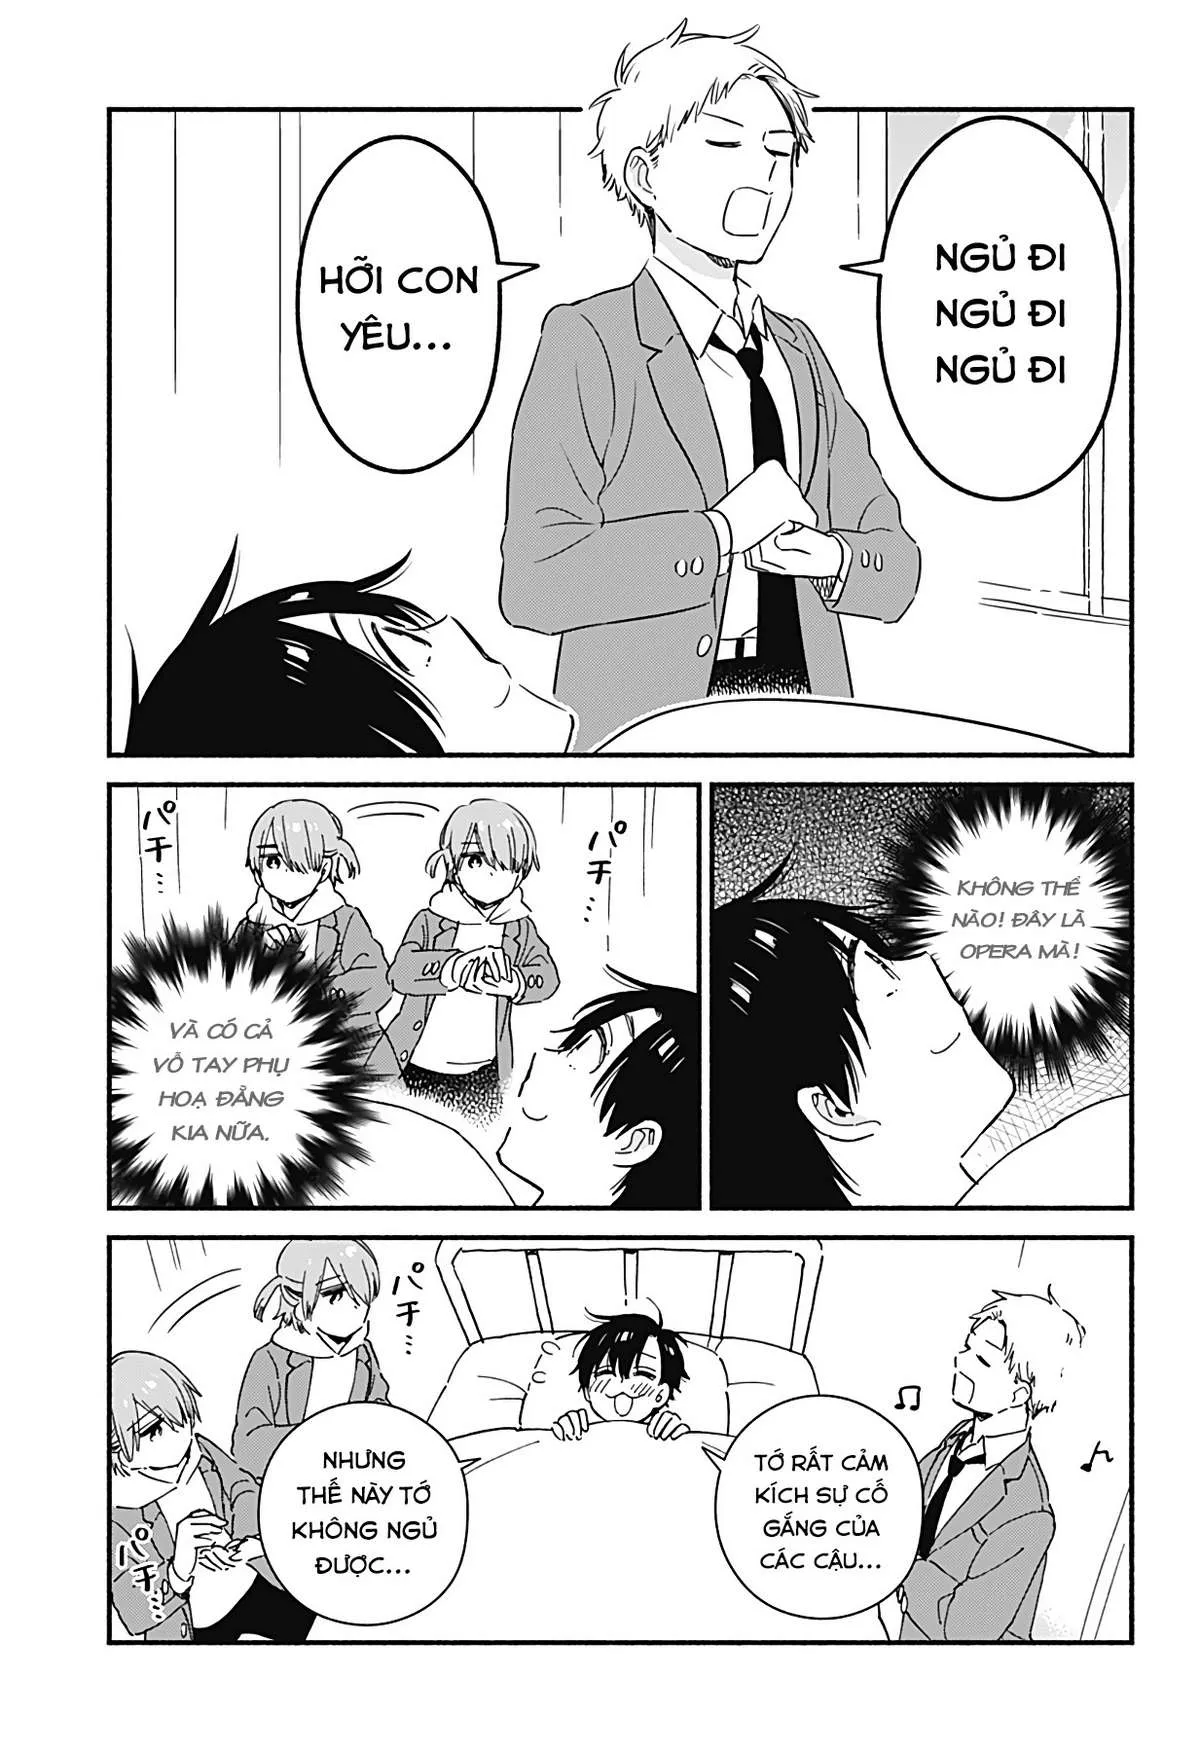 NGỦ ĐI
NGỦ ĐI
NGỦ ĐI
HỠI CON
YÊU...
KHÔNG THỂ
NÀO! ĐÂY LÀ
OPERA MÀ!
パチ…
パチ…
VÀ CÓ CẢ
VỖ TAY PHỤ
HOẠ ĐẲNG
KIA NỮA.
TỚ RẤT CẢM
KÍCH SỰ CỐ
GẮNG CỦA
CÁC CẬU...
パチ…
NHƯNG
THẾ NÀY TỚ
KHÔNG NGỦ
ĐƯỢC...
パチ…